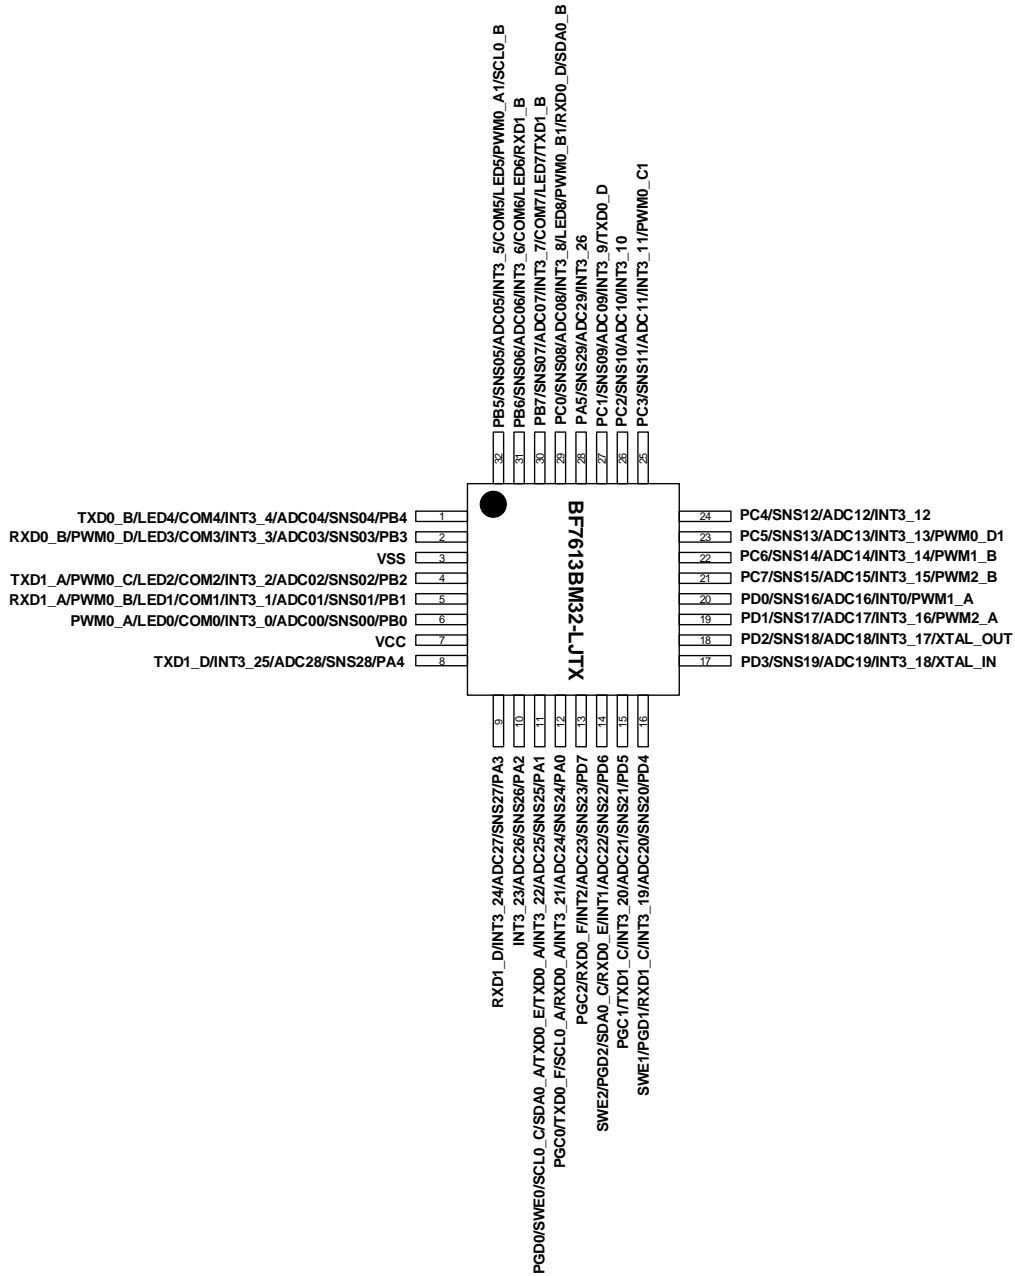 PB5/SNS05/ADC05/INT3_5/COM5/LED5/PWM0_A1/SCL0_B
PB6/SNS06/ADC06/INT3_6/COM6/LED6/RXD1_B
PB7/SNS07/ADC07/INT3_7/COM7/LED7/TXD1_B
PC0/SNS08/ADC08/INT3_8/LED8/PWM0_B1/RXD0_D/SDA0_B
PA5/SNS29/ADC29/INT3_26
PC1/SNS09/ADC09/INT3_9/TXD0_D
PC2/SNS10/ADC10/INT3_10
PC3/SNS11/ADC11/INT3_11/PWM0_C1
32
31
30
29
28
27
26
25
BF7613BM32-LJTX
TXD0_B/LED4/COM4/INT3_4/ADC04/SNS04/PB4 1
RXD0_B/PWM0_D/LED3/COM3/INT3_3/ADC03/SNS03/PB3 2
VSS 3
TXD1_A/PWM0_C/LED2/COM2/INT3_2/ADC02/SNS02/PB2 4
RXD1_A/PWM0_B/LED1/COM1/INT3_1/ADC01/SNS01/PB1 5
PWM0_A/LED0/COM0/INT3_0/ADC00/SNS00/PB0 6
VCC 7
TXD1_D/INT3_25/ADC28/SNS28/PA4 8
24 PC4/SNS12/ADC12/INT3_12
23 PC5/SNS13/ADC13/INT3_13/PWM0_D1
22 PC6/SNS14/ADC14/INT3_14/PWM1_B
21 PC7/SNS15/ADC15/INT3_15/PWM2_B
20 PD0/SNS16/ADC16/INT0/PWM1_A
19 PD1/SNS17/ADC17/INT3_16/PWM2_A
18 PD2/SNS18/ADC18/INT3_17/XTAL_OUT
17 PD3/SNS19/ADC19/INT3_18/XTAL_IN
9
10
11
12
13
14
15
16
RXD1_D/INT3_24/ADC27/SNS27/PA3
INT3_23/ADC26/SNS26/PA2
PGD0/SWE0/SCL0_C/SDA0_A/TXD0_E/TXD0_A/INT3_22/ADC25/SNS25/PA1
PGC0/TXD0_F/SCL0_A/RXD0_A/INT3_21/ADC24/SNS24/PA0
PGC2/RXD0_F/INT2/ADC23/SNS23/PD7
SWE2/PGD2/SDA0_C/RXD0_E/INT1/ADC22/SNS22/PD6
PGC1/TXD1_C/INT3_20/ADC21/SNS21/PD5
SWE1/PGD1/RXD1_C/INT3_19/ADC20/SNS20/PD4